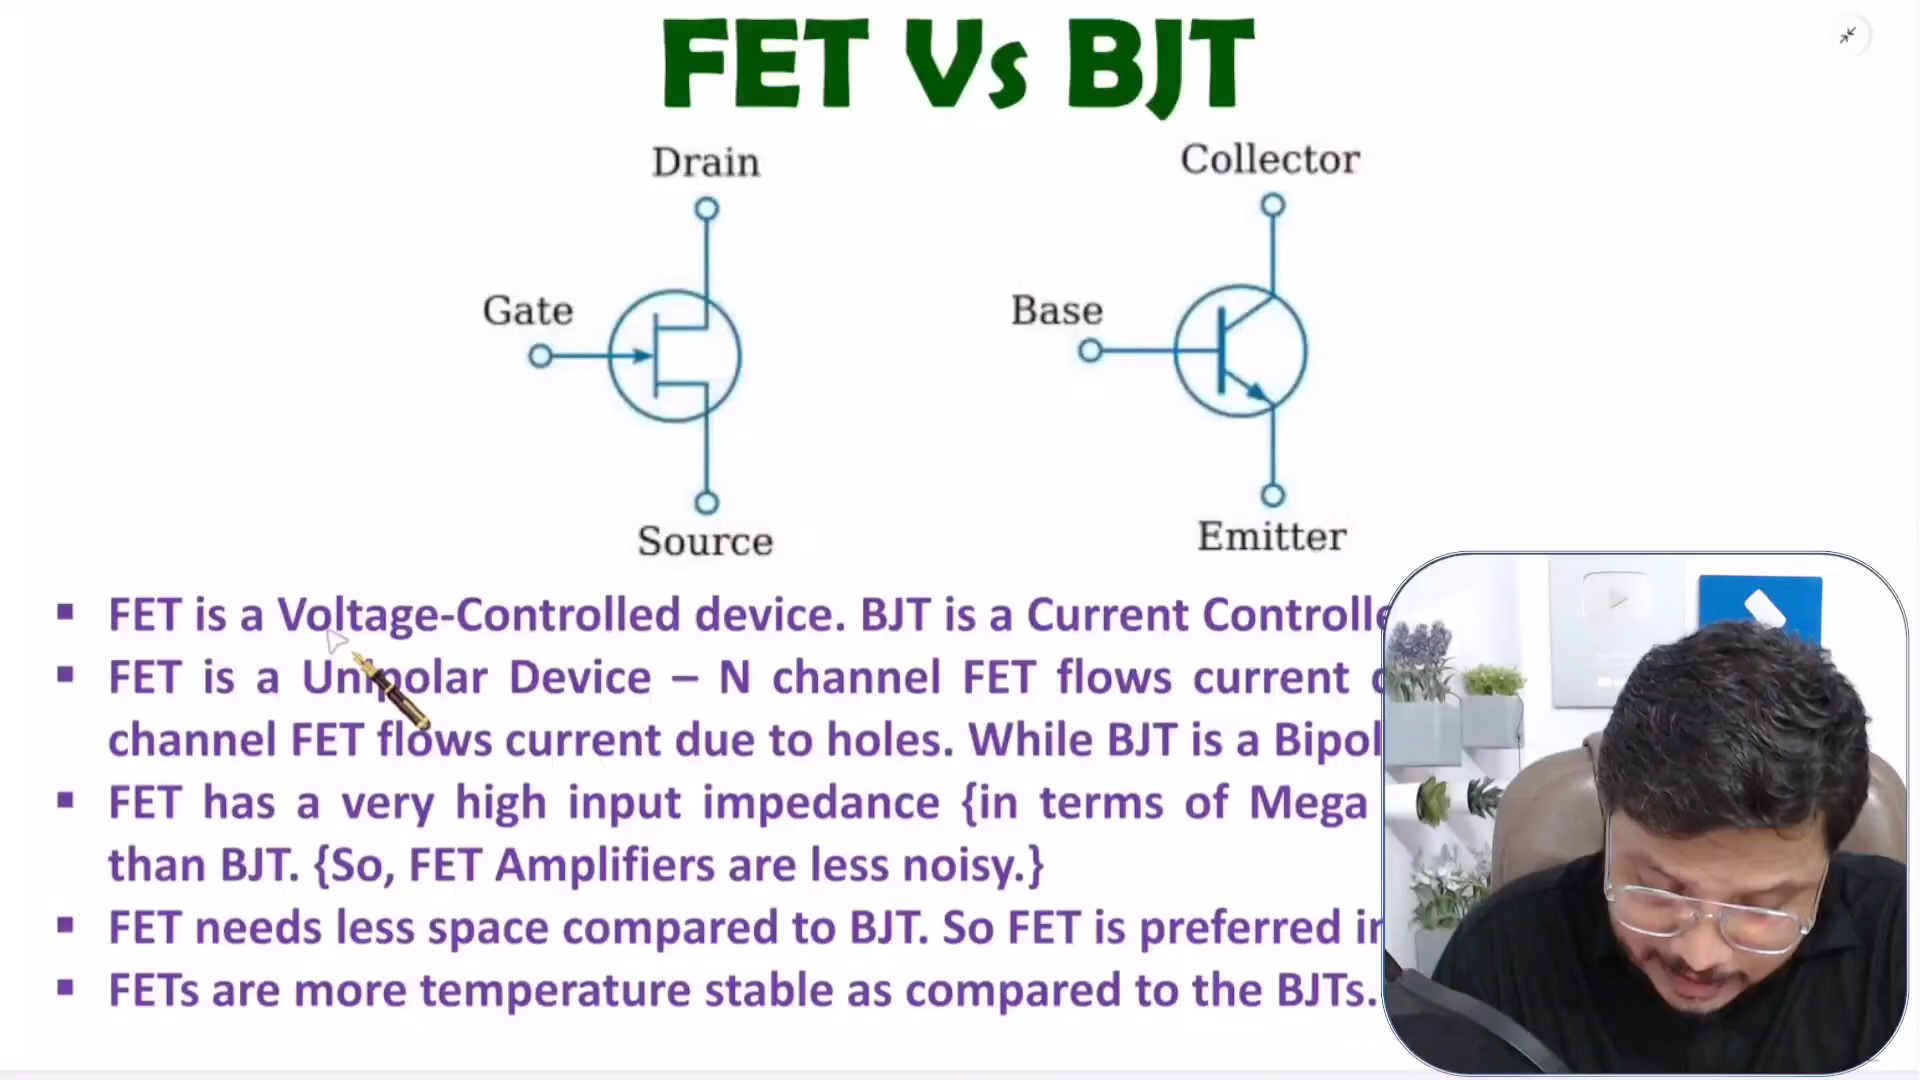 FET Vs BJT
Drain
Collector
Gate
Base
Source
Emitter
▪ FET is a Voltage-Controlled device. BJT is a Current
▪ FET is a Unipolar Device – N channel FET flows current
channel FET flows current due to holes. While BJT is a
▪ FET has a very high input impedance {in terms of Mega
than BJT. {So, FET Amplifiers are less noisy.}
▪ FET needs less space compared to BJT. So FET is preferred
▪ FETs are more temperature stable as compared to the BJTs.